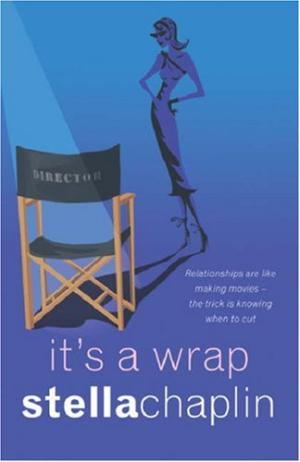 DIRECTOR
Relationships are like
making movies –
the trick is knowing
when to cut
it's a wrap
stellachaplin